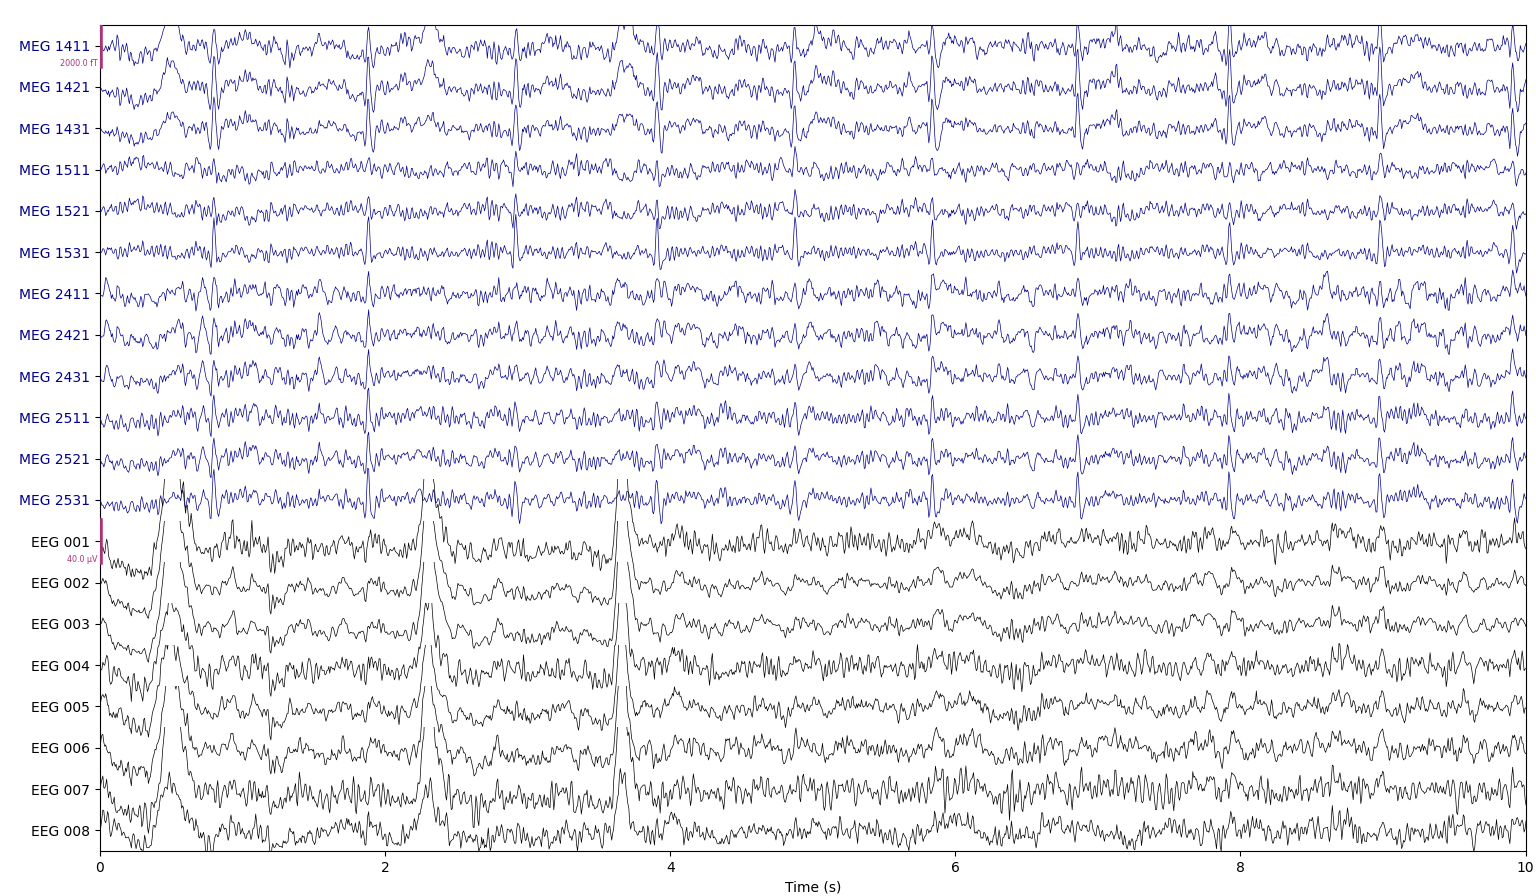 MEG 1411
2000.0 fT
MEG 1421
MEG 1431
MEG 1511
MEG 1521
MEG 1531
MEG 2411
MEG 2421
MEG 2431
MEG 2511
MEG 2521
MEG 2531
EEG 001
40.0 µV
EEG 002
EEG 003
EEG 004
EEG 005
EEG 006
EEG 007
EEG 008
0 2 4 6 8 10
Time (s)